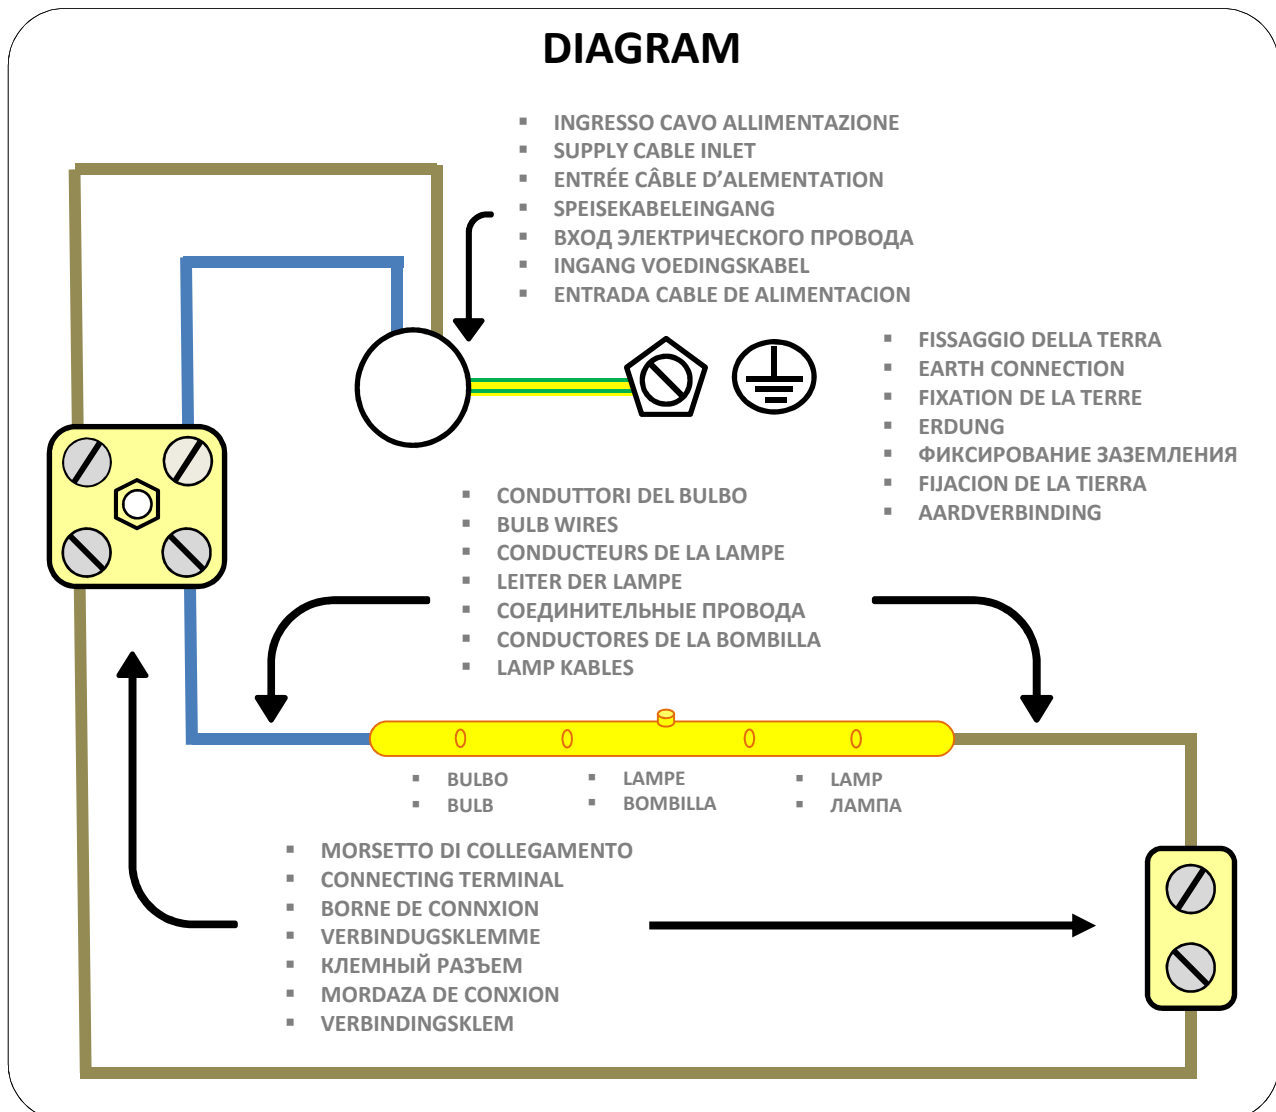 DIAGRAM
▪ INGRESSO CAVO ALLIMENTAZIONE
▪ SUPPLY CABLE INLET
▪ ENTRÉE CÂBLE D’ALEMENTATION
▪ SPEISEKABELEINGANG
▪ ВХОД ЭЛЕКТРИЧЕСКОГО ПРОВОДА
▪ INGANG VOEDINGSKABEL
▪ ENTRADA CABLE DE ALIMENTACION
▪ FISSAGGIO DELLA TERRA
▪ EARTH CONNECTION
▪ FIXATION DE LA TERRE
▪ ERDUNG
▪ ФИКСИРОВАНИЕ ЗАЗЕМЛЕНИЯ
▪ FIJACION DE LA TIERRA
▪ AARDVERBINDING
▪ CONDUTTORI DEL BULBO
▪ BULB WIRES
▪ CONDUCTEURS DE LA LAMPE
▪ LEITER DER LAMPE
▪ СОЕДИНИТЕЛЬНЫЕ ПРОВОДА
▪ CONDUCTORES DE LA BOMBILLA
▪ LAMP KABLES
▪ BULBO
▪ BULB
▪ LAMPE
▪ BOMBILLA
▪ LAMP
▪ ЛАМПА
▪ MORSETTO DI COLLEGAMENTO
▪ CONNECTING TERMINAL
▪ BORNE DE CONNXION
▪ VERBINDUGSKLEMME
▪ КЛЕМНЫЙ РАЗЪЕМ
▪ MORDAZA DE CONXION
▪ VERBINDINGSKLEM